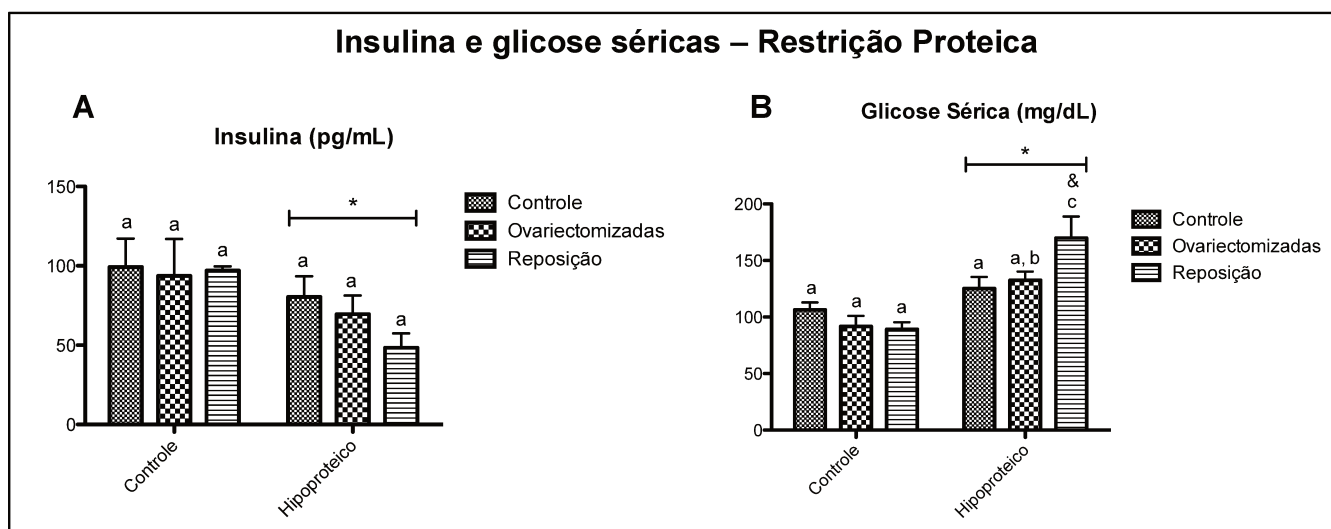 Insulina e glicose séricas – Restrição Proteica
A
Insulina (pg/mL)
150
100
50
0
a
a
a
*
a
a
a
Controle
Hipoproteico
Controle
Ovariectomizadas
Reposição
B
Glicose Sérica (mg/dL)
200
150
100
50
0
a
a
a
*
a
a, b
&
c
Controle
Hipoproteico
Controle
Ovariectomizadas
Reposição